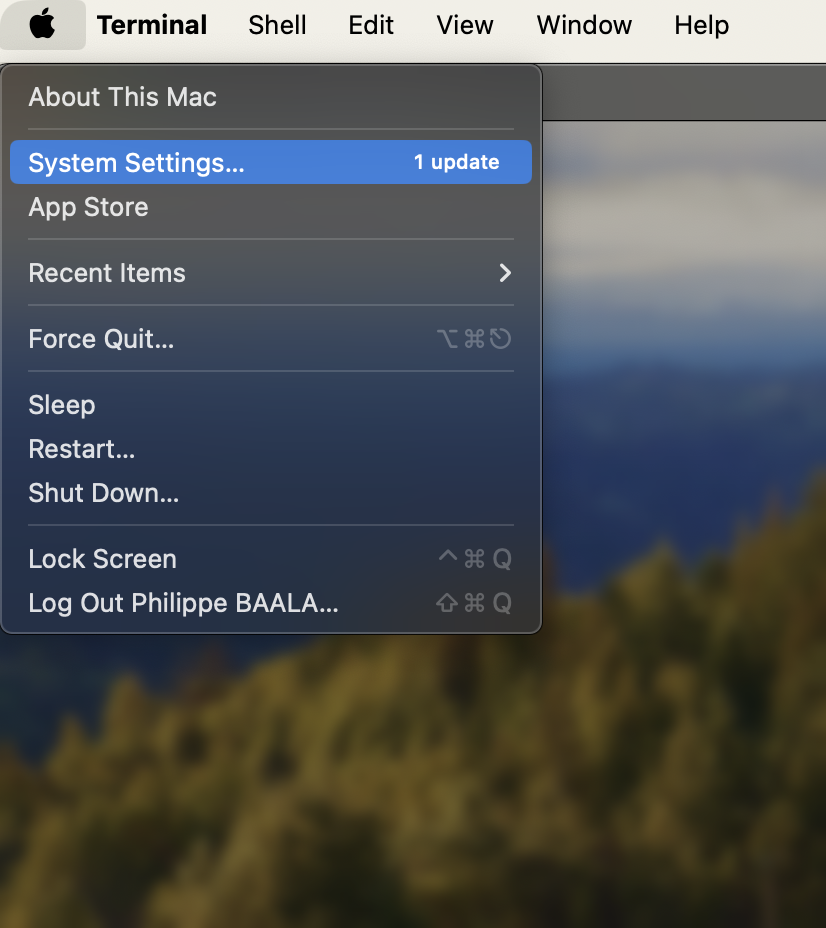 Terminal Shell Edit View Window Help
About This Mac
System Settings... 1 update
App Store
Recent Items
Force Quit... ⌥⌘⎋
Sleep
Restart...
Shut Down...
Lock Screen ^⌘Q
Log Out Philippe BAALA... ⇧⌘Q